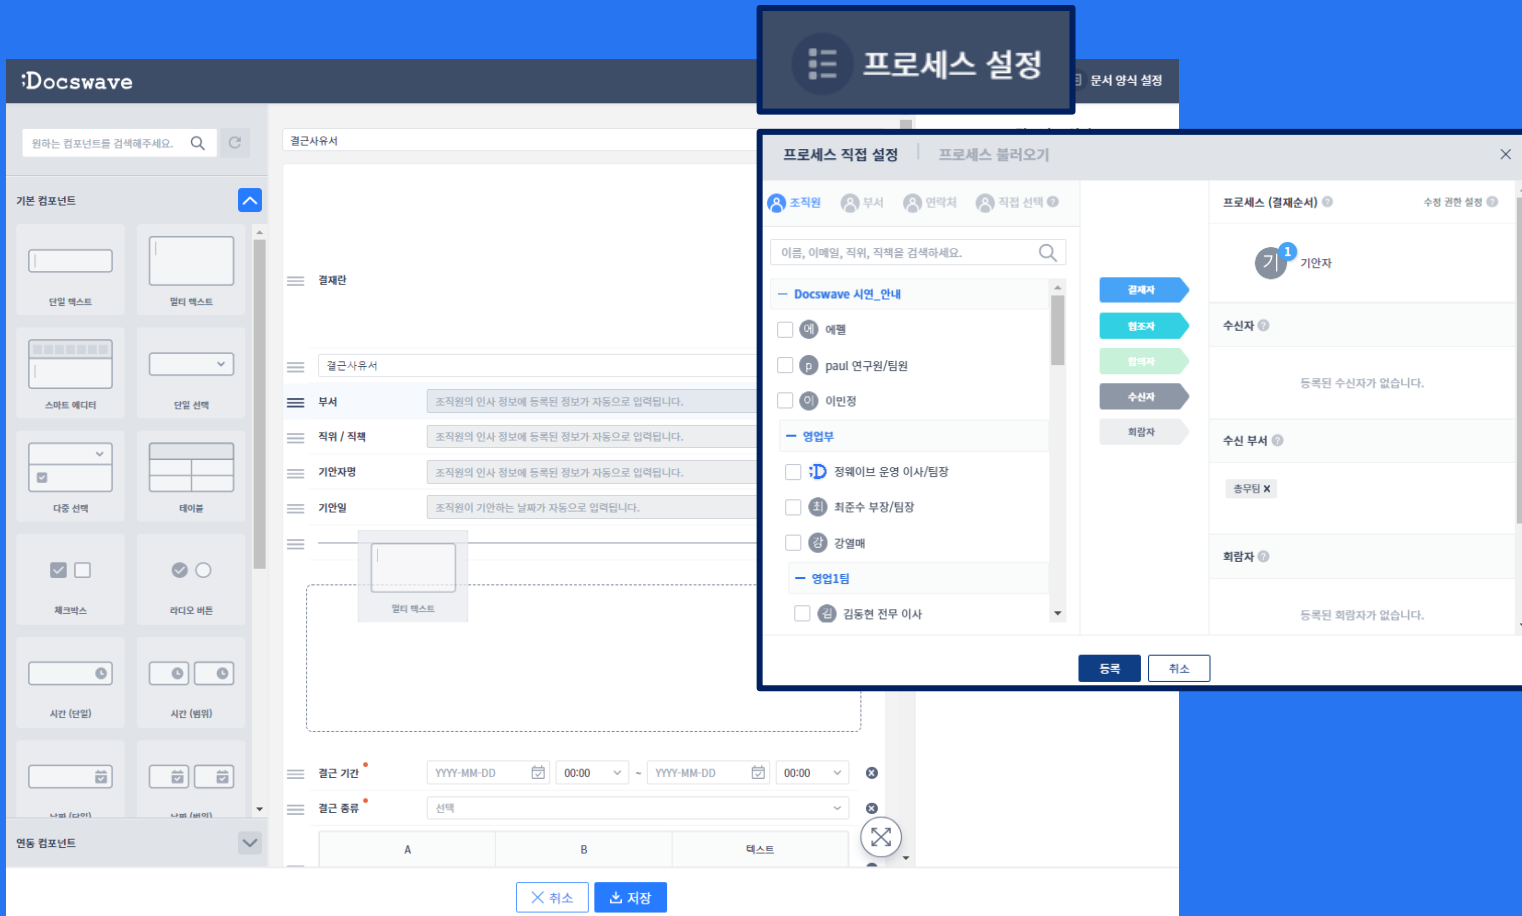 프로세스 설정
;Docswave
문서 양식 설정
원하는 컴포넌트를 검색해주세요.
기본 컴포넌트
단일 텍스트
멀티 텍스트
스마트 에디터
단일 선택
다중 선택
테이블
체크박스
라디오 버튼
시간 (단일)
시간 (범위)
날짜 (단일)
날짜 (범위)
연동 컴포넌트
결근사유서
결재란
결근사유서
부서
조직원의 인사 정보에 등록된 정보가 자동으로 입력됩니다.
직위 / 직책
조직원의 인사 정보에 등록된 정보가 자동으로 입력됩니다.
기안자명
조직원의 인사 정보에 등록된 정보가 자동으로 입력됩니다.
기안일
조직원이 기안하는 날짜가 자동으로 입력됩니다.
멀티 텍스트
결근 기간
YYYY-MM-DD 00:00 ~ YYYY-MM-DD 00:00
결근 종류
선택
A B 텍스트
취소 저장
프로세스 직접 설정 프로세스 불러오기
조직원 부서 연락처 직접 선택
이름, 이메일, 직위, 직책을 검색하세요.
Docswave 시연_안내
에 에펠
p paul 연구원/팀원
이 이민정
영업부
;D 정웨이브 운영 이사/팀장
최 최준수 부장/팀장
강 강열매
영업1팀
김 김동현 전무 이사
결재자
협조자
합의자
수신자
회람자
프로세스 (결재순서) 수정 권한 설정
기 1 기안자
수신자
등록된 수신자가 없습니다.
수신 부서
총무팀 x
회람자
등록된 회람자가 없습니다.
등록 취소